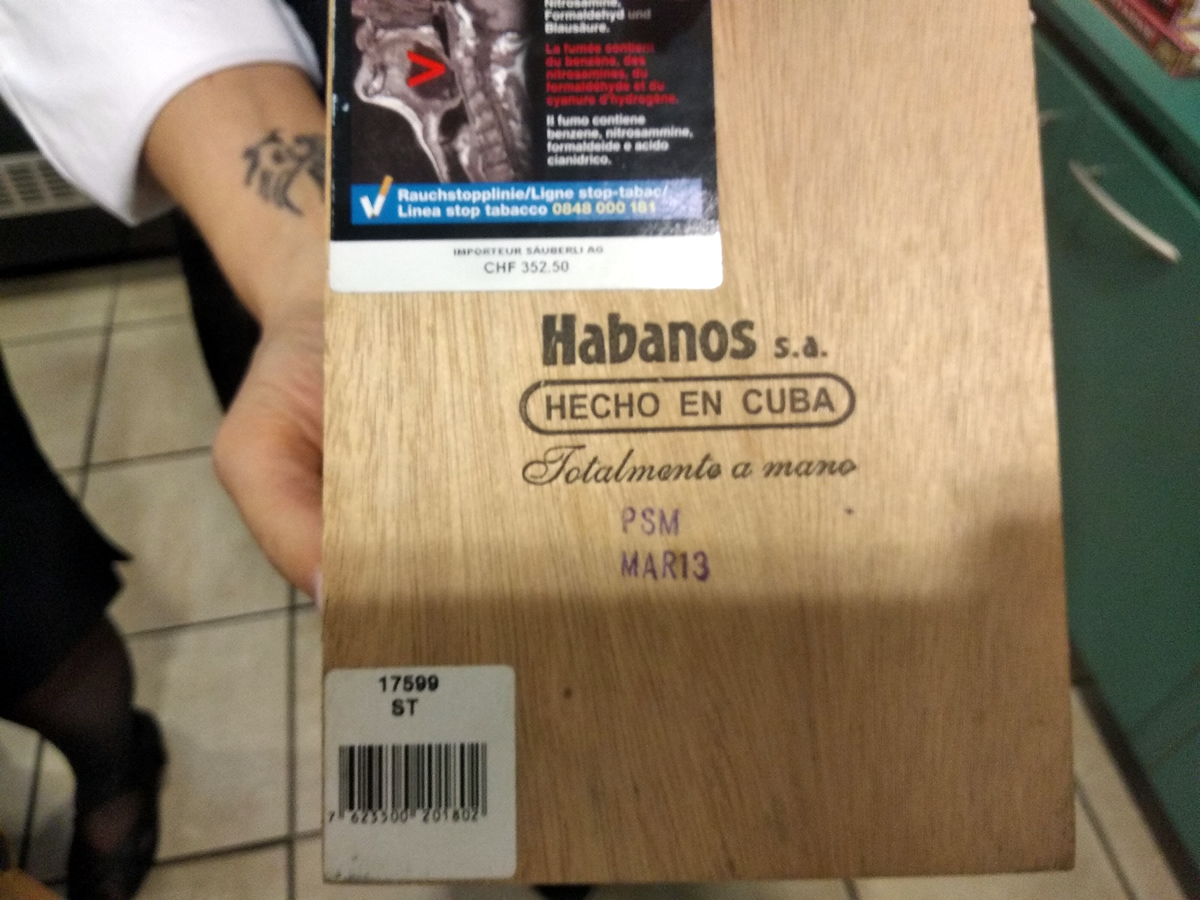 Nitrosamine,
Formaldehyd und
Blausäure.
La fumée contient
du benzène, des
nitrosamines, du
formaldehyde et du
cyanure d'hydrogène.
Il fumo contiene
benzene, nitrosammine,
formaldeide e acido
cianidrico.
Rauchstopplinie/Ligne stop-tabac/
Linea stop tabacco 0848 000 181
IMPORTEUR SÄUBERLI AG
CHF 352.50
Habanos s.a.
HECHO EN CUBA
Totalmente a mano
PSM
MAR13
17599
ST
7 623500 201802